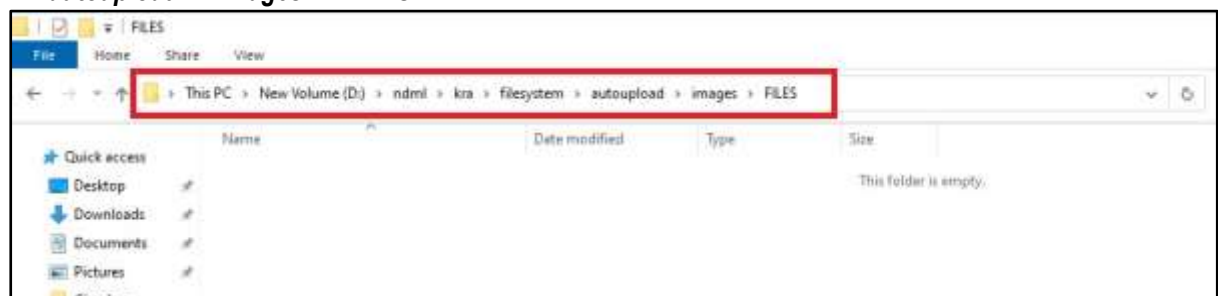 FILES
File Home Share View
This PC > New Volume (D:) > ndml > kra > filesystem > autoupload > images > FILES
Name Date modified Type Size
Quick access
This folder is empty.
Desktop
Downloads
Documents
Pictures